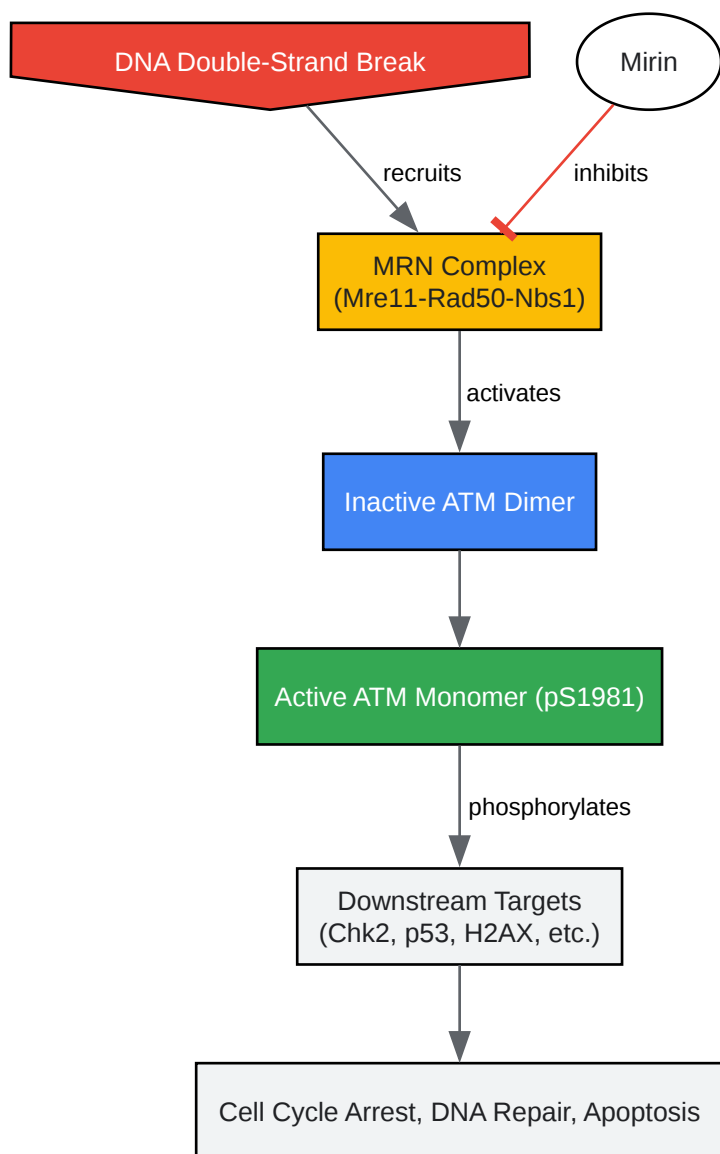 DNA Double-Strand Break
Mirin
recruits
inhibits
MRN Complex
(Mre11-Rad50-Nbs1)
activates
Inactive ATM Dimer
Active ATM Monomer (pS1981)
phosphorylates
Downstream Targets
(Chk2, p53, H2AX, etc.)
Cell Cycle Arrest, DNA Repair, Apoptosis